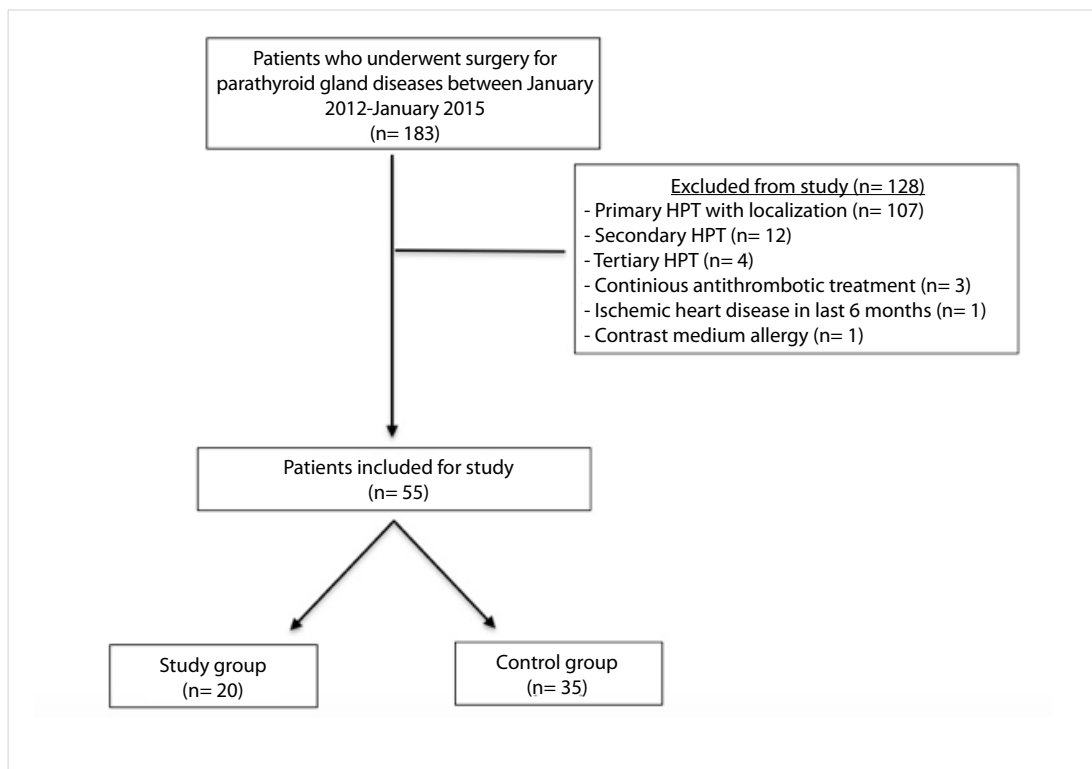 Patients who underwent surgery for
parathyroid gland diseases between January
2012-January 2015
(n= 183)
Excluded from study (n= 128)
- Primary HPT with localization (n= 107)
- Secondary HPT (n= 12)
- Tertiary HPT (n= 4)
- Continious antithrombotic treatment (n= 3)
- Ischemic heart disease in last 6 months (n= 1)
- Contrast medium allergy (n= 1)
Patients included for study
(n= 55)
Study group
(n= 20)
Control group
(n= 35)